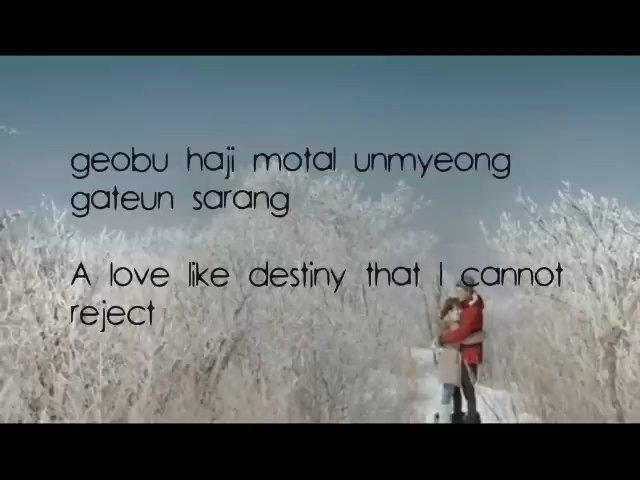 geobu haji motal unmyeong
gateun sarang
A love like destiny that I cannot
reject